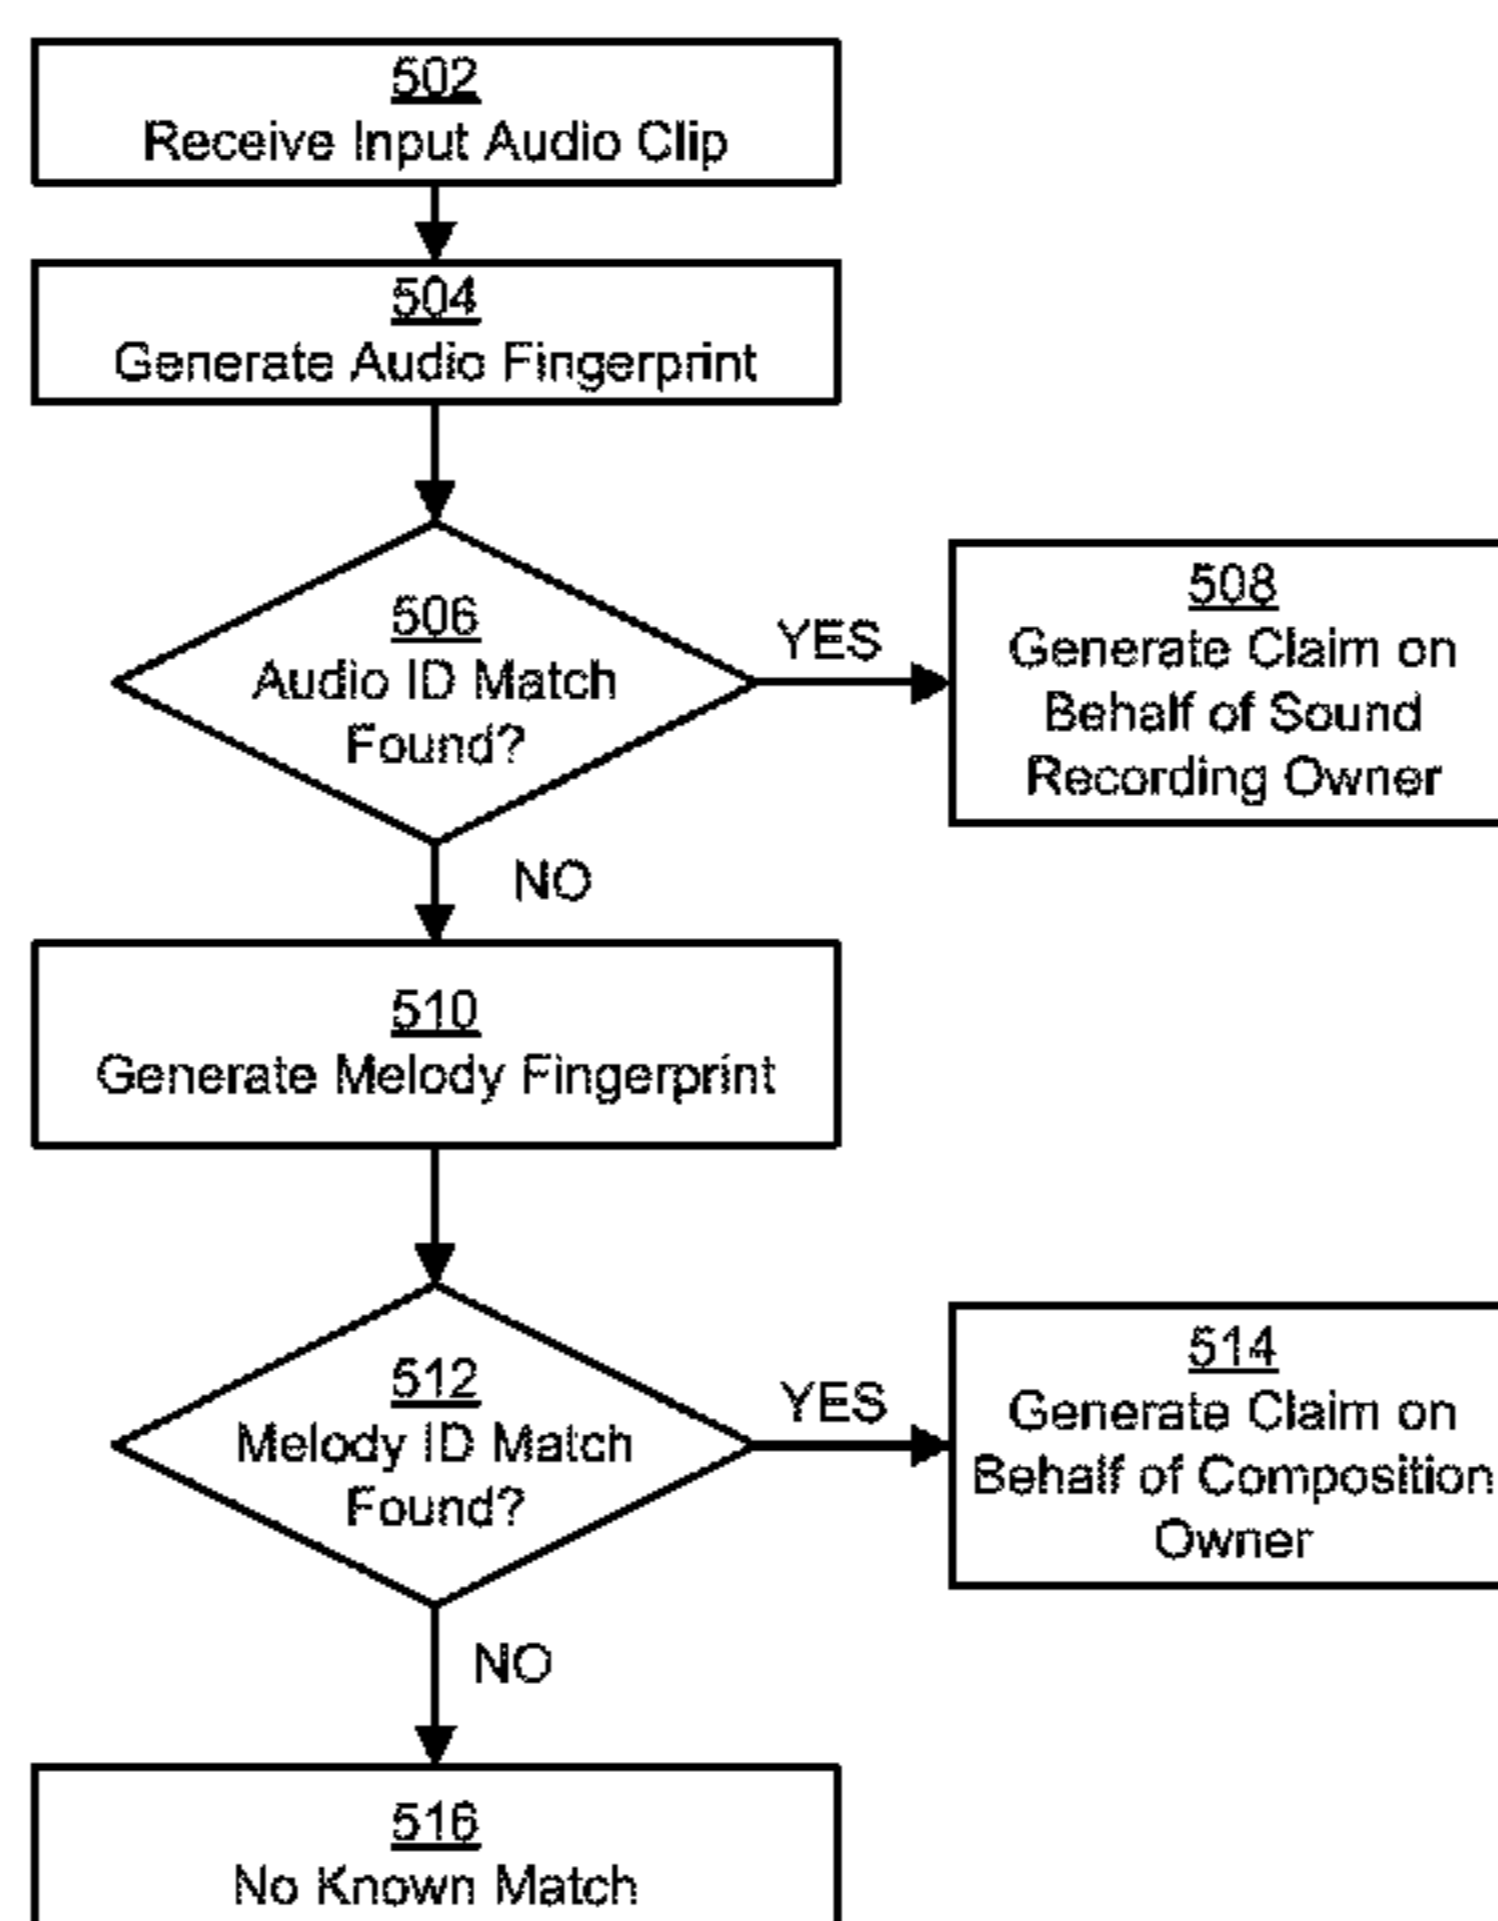 502
Receive Input Audio Clip
504
Generate Audio Fingerprint
506
Audio ID Match
Found?
YES
508
Generate Claim on
Behalf of Sound
Recording Owner
NO
510
Generate Melody Fingerprint
512
Melody ID Match
Found?
YES
514
Generate Claim on
Behalf of Composition
Owner
NO
516
No Known Match